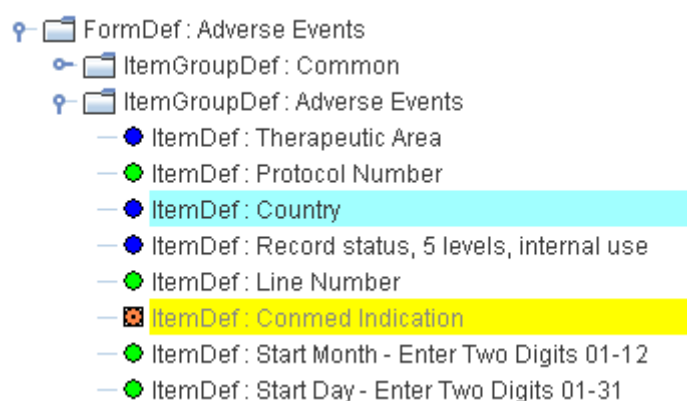 FormDef : Adverse Events
ItemGroupDef : Common
ItemGroupDef : Adverse Events
ItemDef : Therapeutic Area
ItemDef : Protocol Number
ItemDef : Country
ItemDef : Record status, 5 levels, internal use
ItemDef : Line Number
ItemDef : Conmed Indication
ItemDef : Start Month - Enter Two Digits 01-12
ItemDef : Start Day - Enter Two Digits 01-31